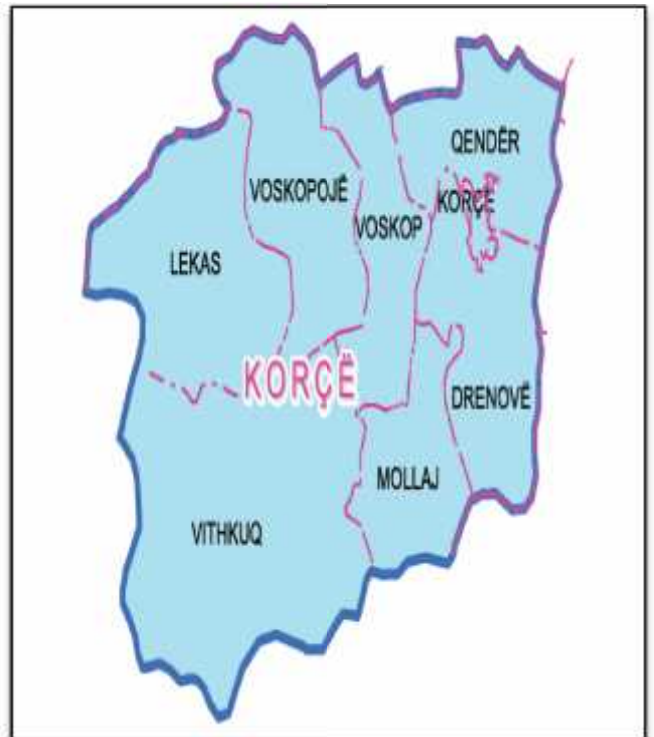 QENDËR
VOSKOPOJË
KORÇË
VOSKOP
LEKAS
KORÇË
DRENOVË
MOLLAJ
VITHKUQ